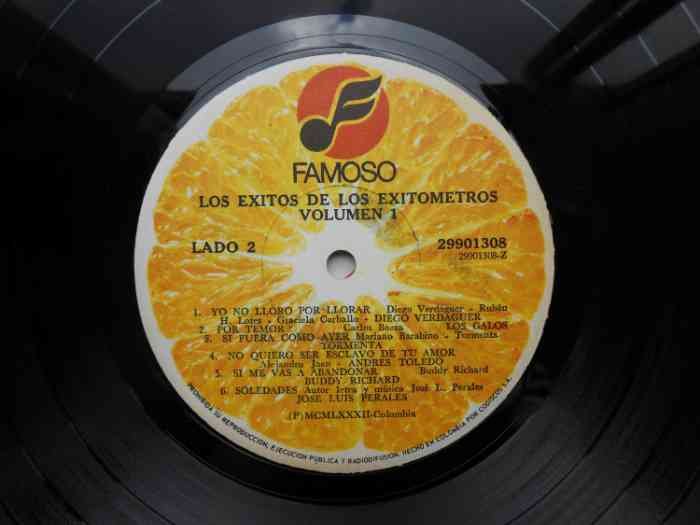 FAMOSO
LOS EXITOS DE LOS EXITOMETROS
VOLUMEN 1
LADO 2
29901308
29901308-Z
1. YO NO LLORO POR LLORAR Diego Verdaguer - Rubén
H. Lotes - Graciela Carballo - DIEGO VERDAGUER
2. POR TEMOR Carlos Baeza LOS GALOS
3. SI FUERA COMO AYER Mariano Barabino - Tormenta
TORMENTA
4. NO QUIERO SER ESCLAVO DE TU AMOR
Alejandro Jaen - ANDRES TOLEDO
5. SI ME VAS A ABANDONAR Buddy Richard
BUDDY RICHARD
6. SOLEDADES Autor letra y música José L. Perales
JOSE LUIS PERALES
(P) MCMLXXXII-Colombia
PROHIBIDA SU REPRODUCCION, EJECUCION PUBLICA Y RADIODIFUSION. HECHO EN COLOMBIA POR CODISCOS S.A.